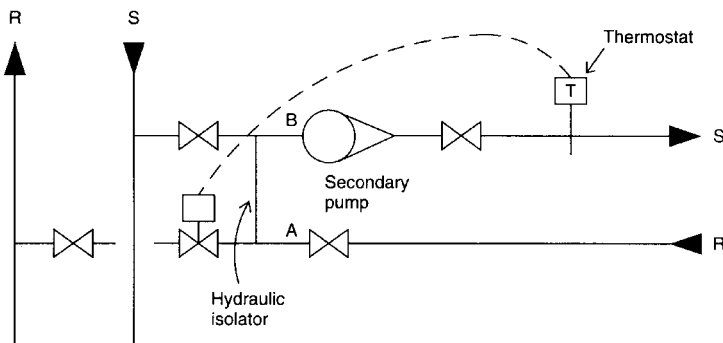 R
S
Thermostat
T
B
S
Secondary
pump
A
R
Hydraulic
isolator